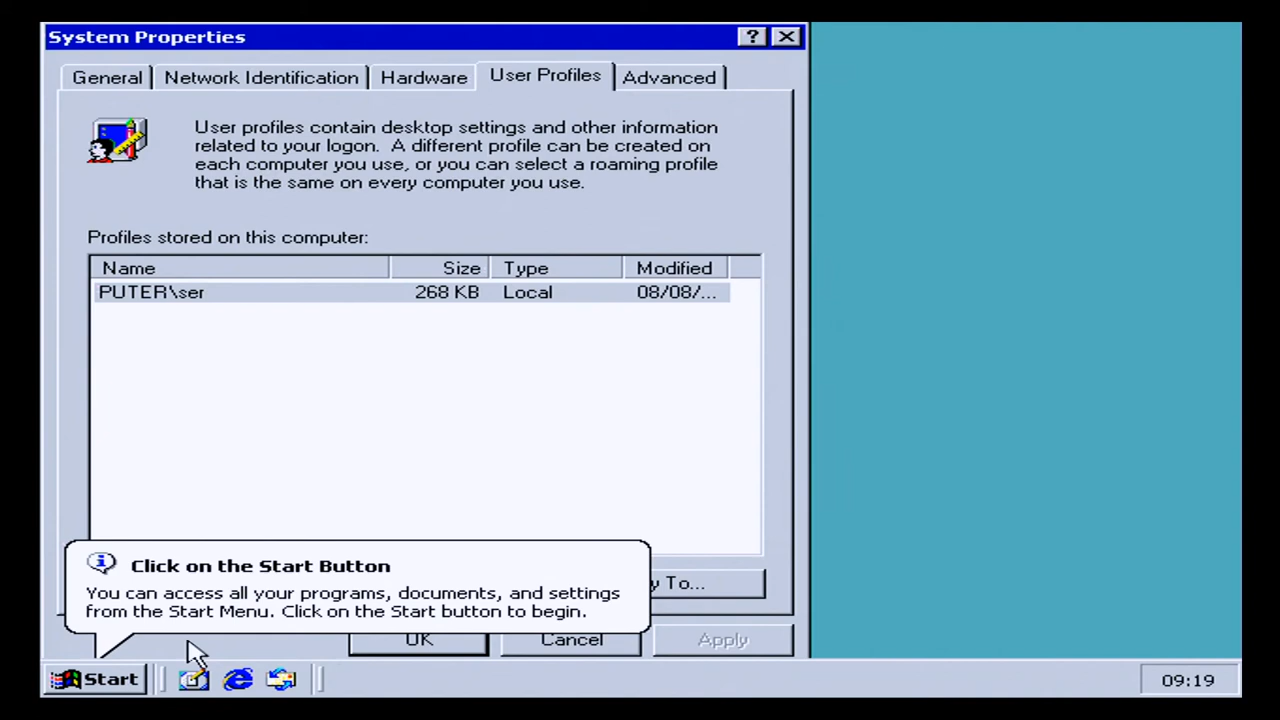 System Properties
General
Network Identification
Hardware
User Profiles
Advanced
User profiles contain desktop settings and other information
related to your logon. A different profile can be created on
each computer you use, or you can select a roaming profile
that is the same on every computer you use.
Profiles stored on this computer:
Name Size Type Modified
PUTER\ser 268 KB Local 08/08/...
Click on the Start Button
You can access all your programs, documents, and settings
from the Start Menu. Click on the Start button to begin.
To...
OK Cancel Apply
Start 09:19